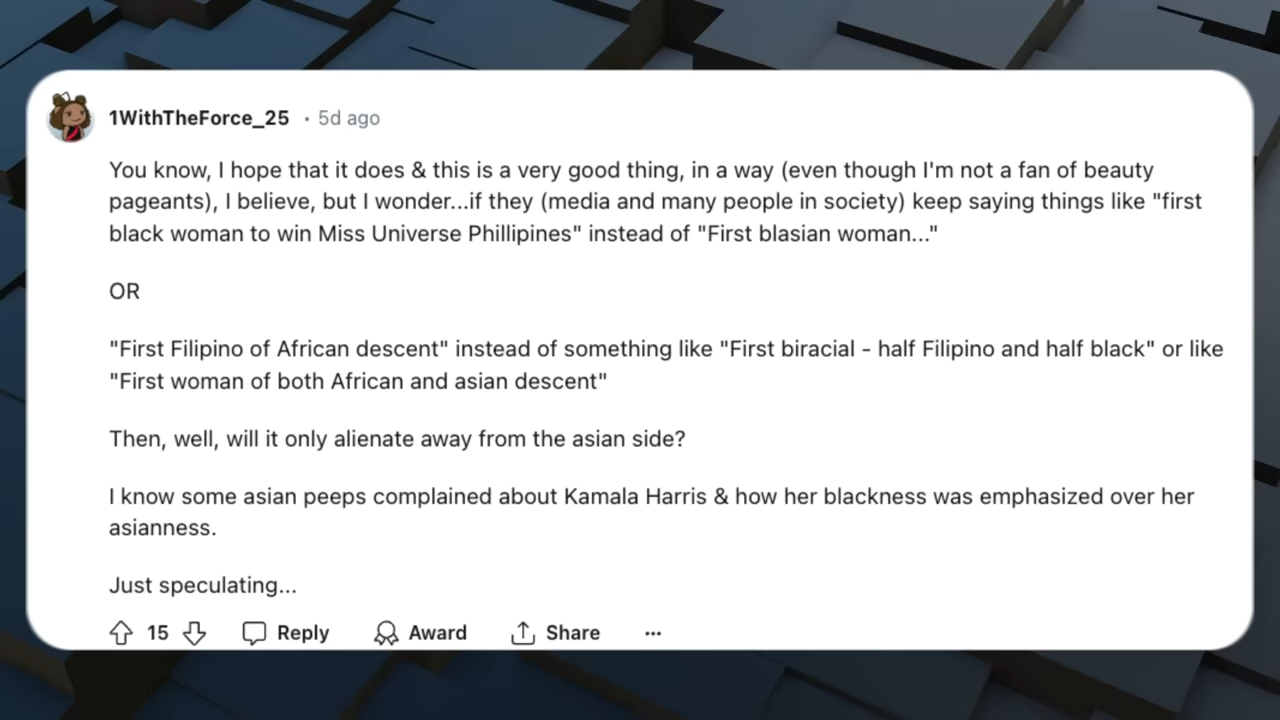 1WithTheForce_25 • 5d ago
You know, I hope that it does & this is a very good thing, in a way (even though I'm not a fan of beauty
pageants), I believe, but I wonder...if they (media and many people in society) keep saying things like "first
black woman to win Miss Universe Phillipines" instead of "First blasian woman..."
OR
"First Filipino of African descent" instead of something like "First biracial - half Filipino and half black" or like
"First woman of both African and asian descent"
Then, well, will it only alienate away from the asian side?
I know some asian peeps complained about Kamala Harris & how her blackness was emphasized over her
asianness.
Just speculating...
15 Reply Award Share ...